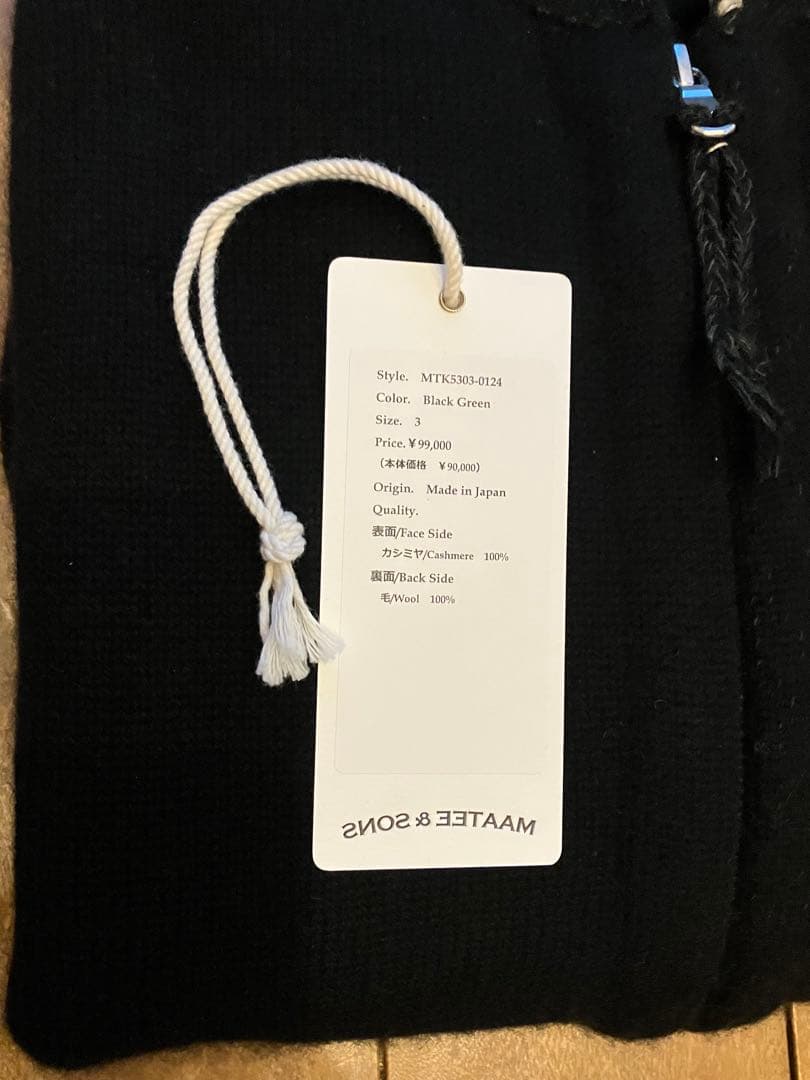 Style. MTK5303-0124
Color. Black Green
Size. 3
Price.¥99,000
(本体価格 ¥90,000)
Origin. Made in Japan
Quality.
表面/Face Side
カシミヤ/Cashmere 100%
裏面/Back Side
毛/Wool 100%
MAATEE & SONS